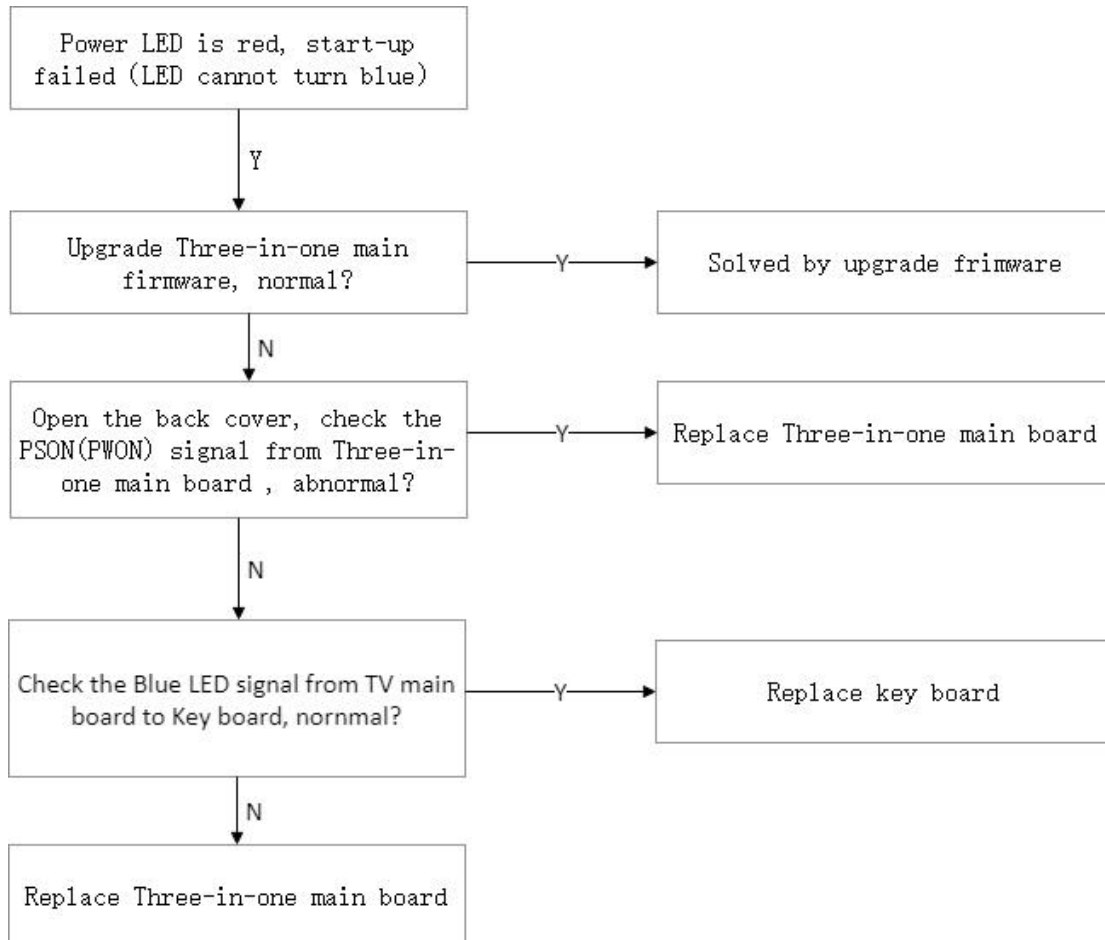 Power LED is red, start-up
failed (LED cannot turn blue)
Y
Upgrade Three-in-one main
firmware, normal?
Y
Solved by upgrade frimware
N
Open the back cover, check the
PSON(PWON) signal from Three-in-
one main board , abnormal?
Y
Replace Three-in-one main board
N
Check the Blue LED signal from TV main
board to Key board, nornmal?
Y
Replace key board
N
Replace Three-in-one main board